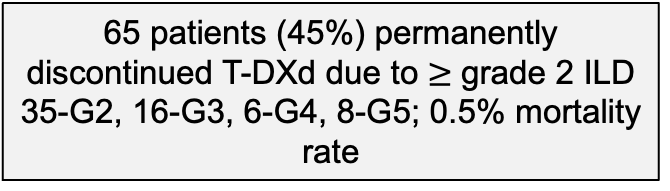 65 patients (45%) permanently
discontinued T-DXd due to ≥ grade 2 ILD
35-G2, 16-G3, 6-G4, 8-G5; 0.5% mortality
rate